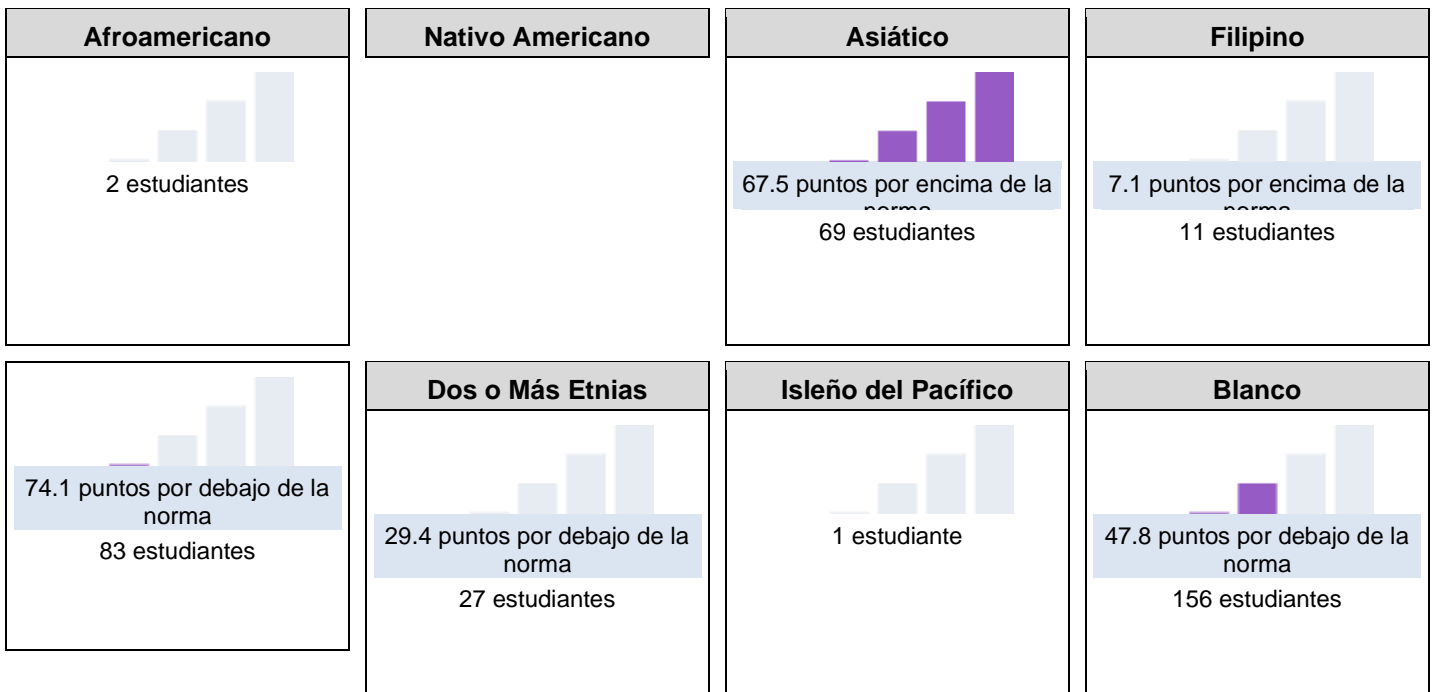 Afroamericano
2 estudiantes
Nativo Americano
Asiático
67.5 puntos por encima de la
norma
69 estudiantes
Filipino
7.1 puntos por encima de la
norma
11 estudiantes
74.1 puntos por debajo de la
norma
83 estudiantes
Dos o Más Etnias
29.4 puntos por debajo de la
norma
27 estudiantes
Isleño del Pacífico
1 estudiante
Blanco
47.8 puntos por debajo de la
norma
156 estudiantes